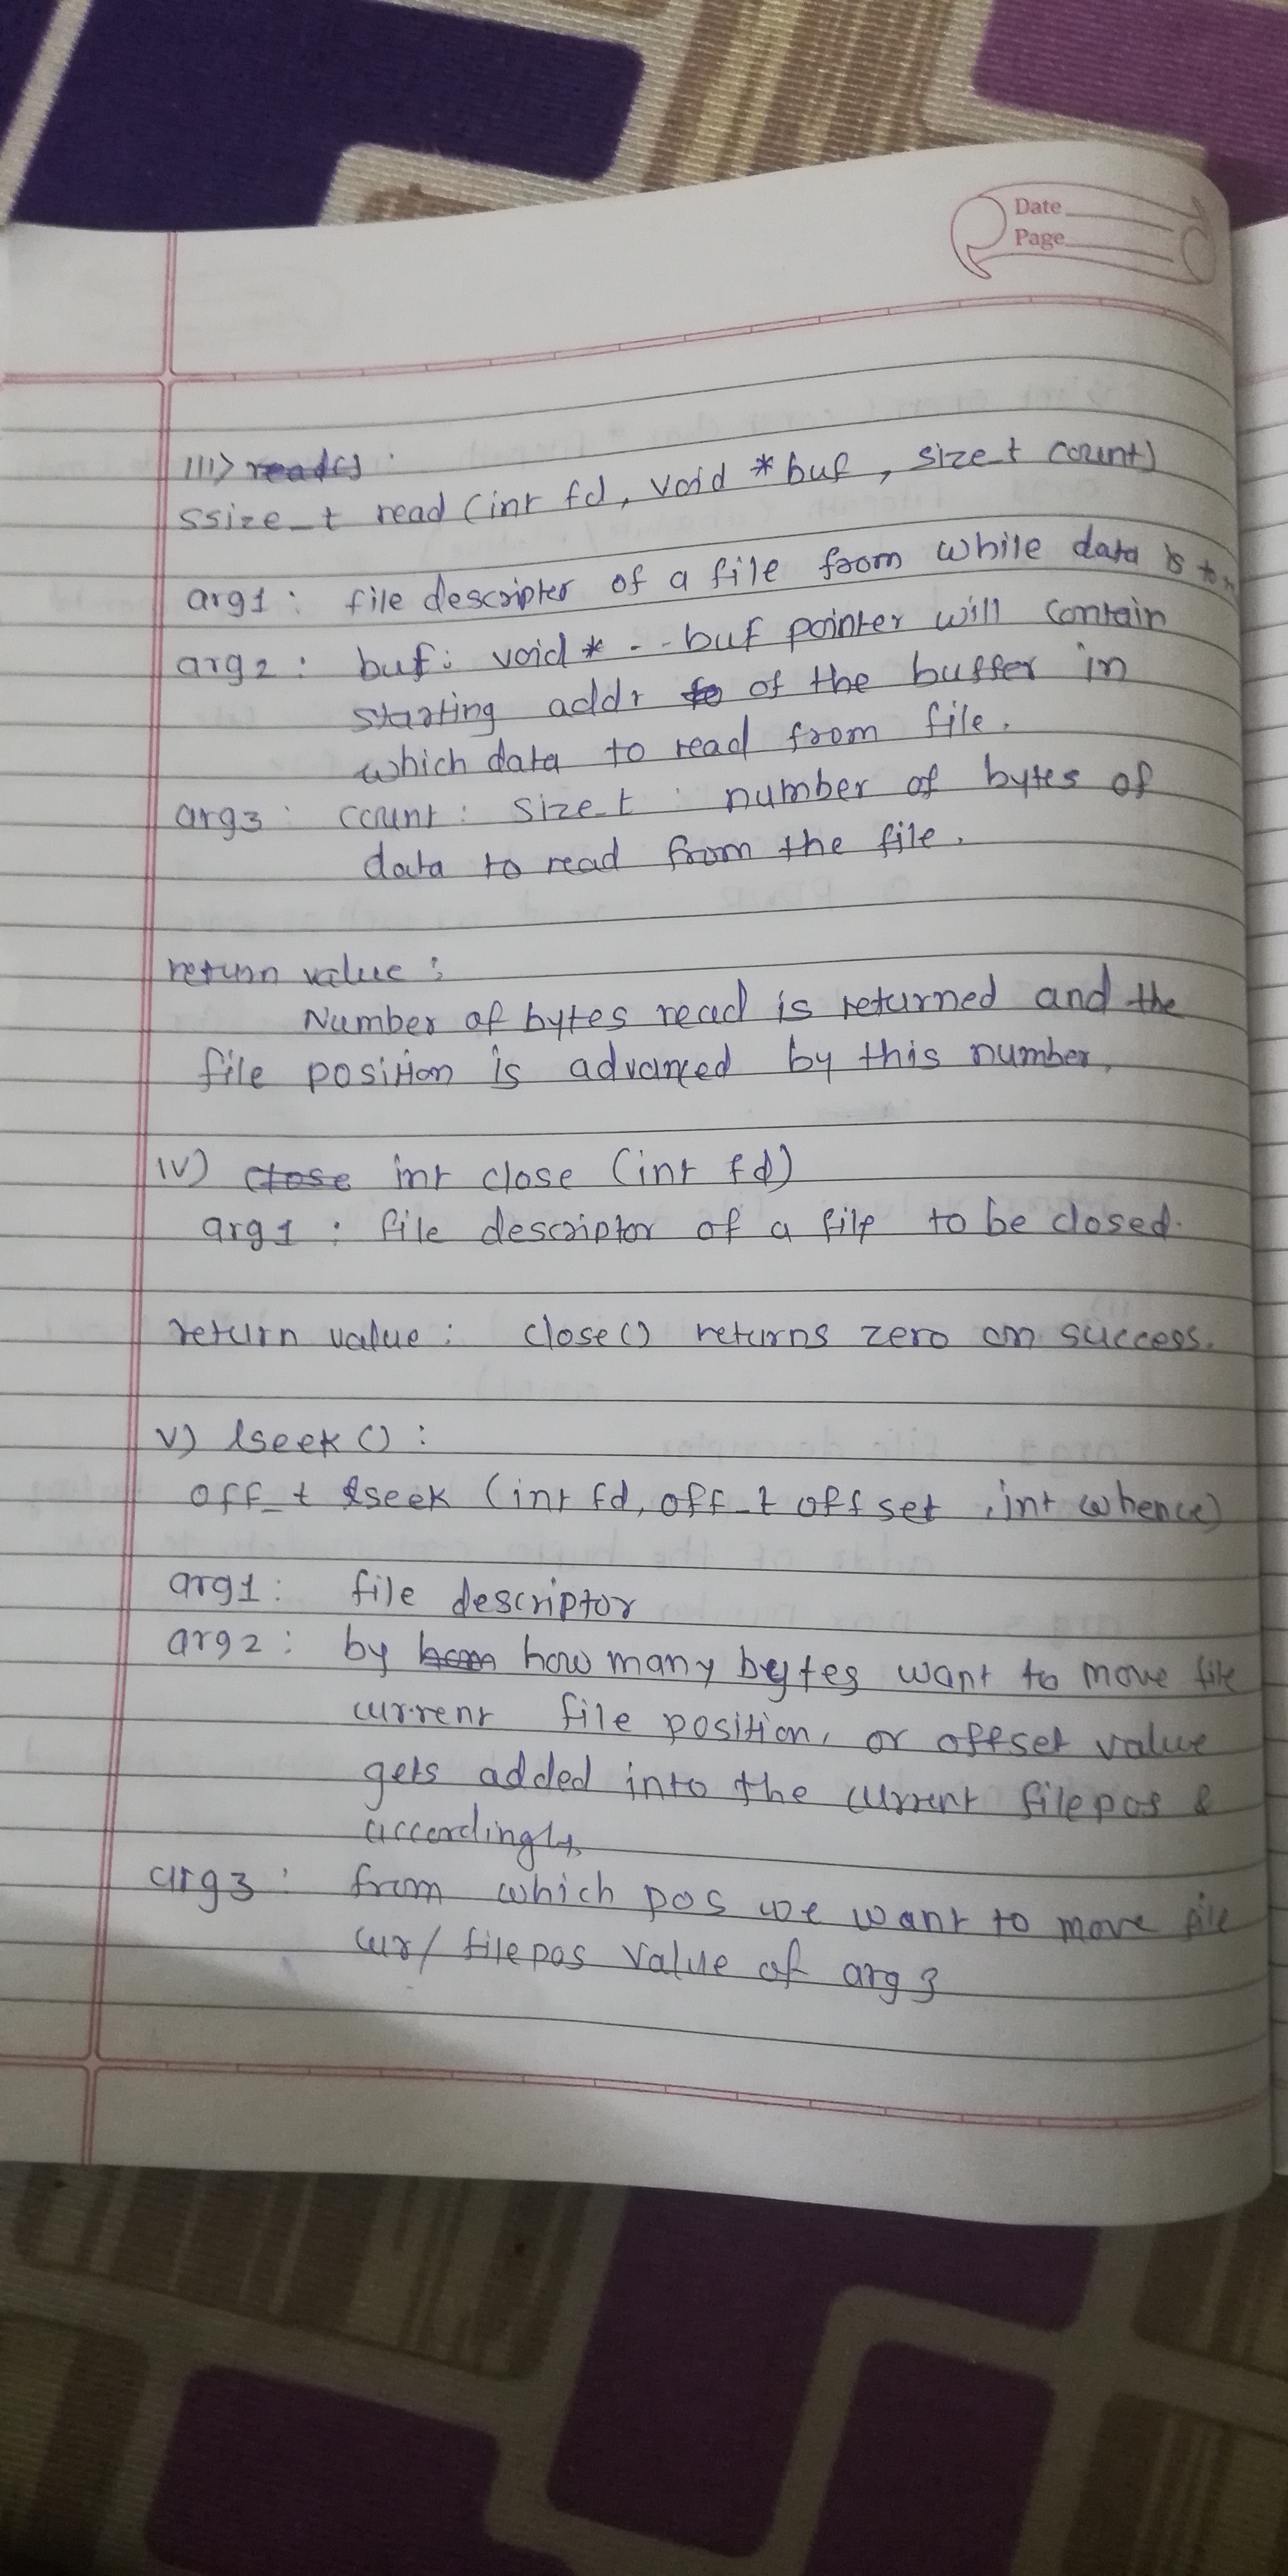 Date
Page
III) read() :
ssize_t read (int fd, void *buf, size_t count)
arg1 : file descripter of a file from while data is to
arg2 : buf: void * -- buf pointer will contain
starting addr to of the buffer in
which data to read from file.
arg3 : count : size_t : number of bytes of
data to read from the file.
return value :
Number of bytes read is returned and the
file position is advanced by this number.
IV) close int close (int fd)
arg1 : file descriptor of a file to be closed.
return value : close() returns zero on success.
V) lseek () :
off_t lseek (int fd, off_t offset , int whence)
arg1 : file descriptor
arg2 : by how many bytes want to move file
current file position, or offset value
gets added into the current filepos &
accordingly
arg3 : from which pos we want to move file
cur/filepos value of arg 3